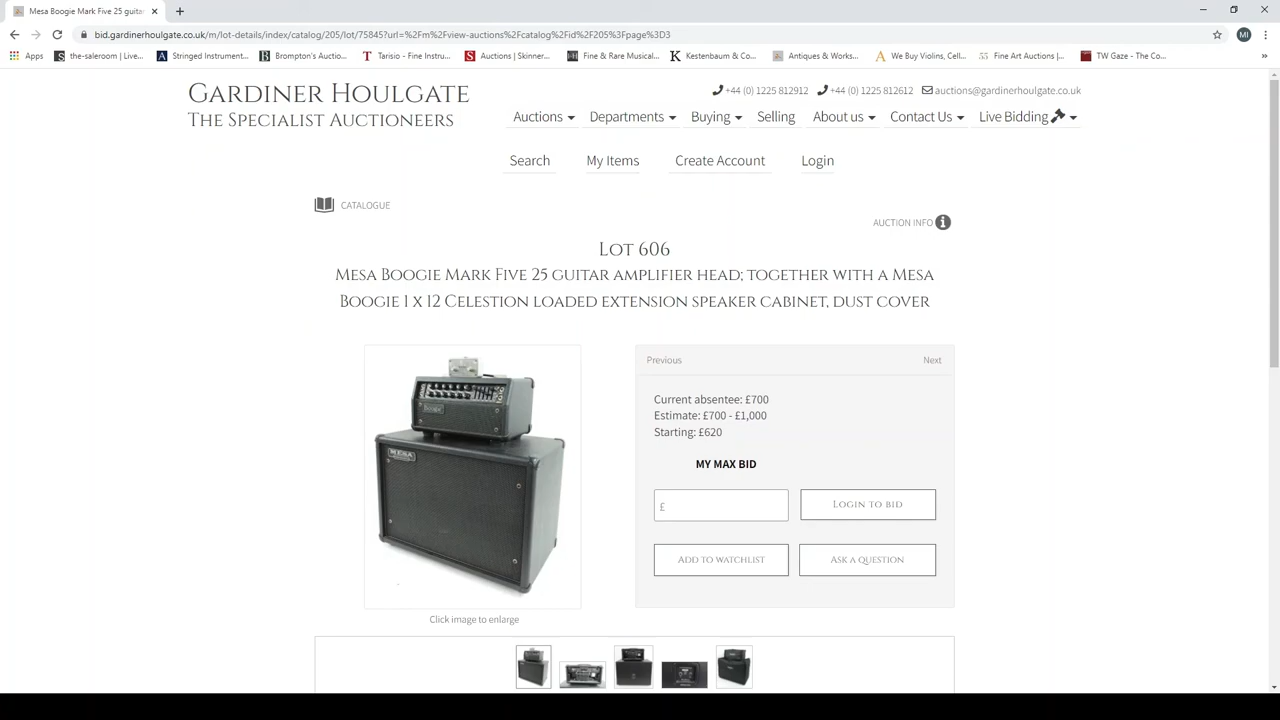 Mesa Boogie Mark Five 25 guitar
bid.gardinerhoulgate.co.uk/m/lot-details/index/catalog/205/lot/75845?url=%2Fm%2Fview-auctions%2Fcatalog%2Fid%2F205%2F%3Fpage%3D3
MI
Apps the-saleroom | Live... Stringed Instrument... Brompton's Auctio... Tarisio - Fine Instru... Auctions | Skinner... Fine & Rare Musical... Kestenbaum & Co... Antiques & Works... We Buy Violins, Cell... Fine Art Auctions |... TW Gaze - The Co... »
GARDINER HOULGATE
THE SPECIALIST AUCTIONEERS
+44 (0) 1225 812912 +44 (0) 1225 812612 auctions@gardinerhoulgate.co.uk
Auctions Departments Buying Selling About us Contact Us Live Bidding
Search My Items Create Account Login
CATALOGUE
AUCTION INFO
LOT 606
MESA BOOGIE MARK FIVE 25 GUITAR AMPLIFIER HEAD; TOGETHER WITH A MESA
BOOGIE 1 X 12 CELESTION LOADED EXTENSION SPEAKER CABINET, DUST COVER
Previous Next
Current absentee: £700
Estimate: £700 - £1,000
Starting: £620
MY MAX BID
£
LOGIN TO BID
ADD TO WATCHLIST
ASK A QUESTION
Boogie
MESA
Click image to enlarge